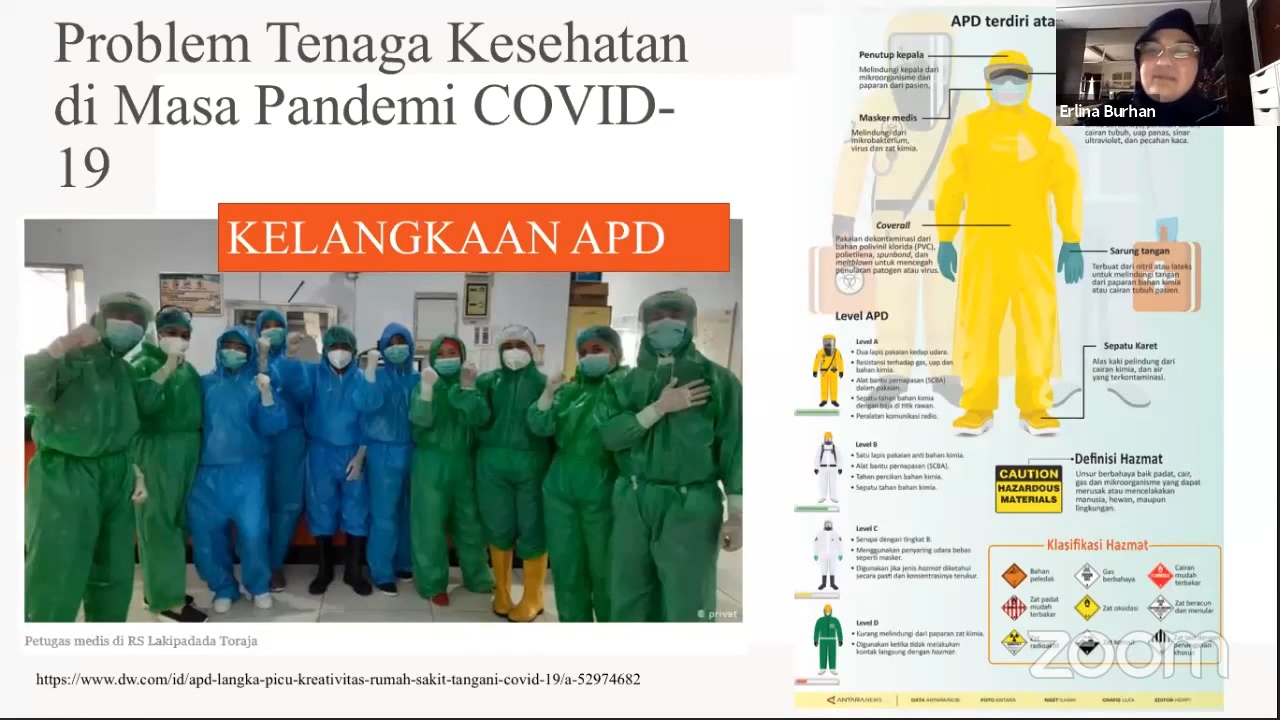 Problem Tenaga Kesehatan
di Masa Pandemi COVID-
19
KELANGKAAN APD
© privat
Petugas medis di RS Lakipadada Toraja
https://www.dw.com/id/apd-langka-picu-kreativitas-rumah-sakit-tangani-covid-19/a-52974682
APD terdiri ata
Erlina Burhan
Penutup kepala
Melindungi kepala dari
mikroorganisme dan
paparan dari pasien.
Masker medis
Melindungi dari
mikrobakterium,
virus dan zat kimia.
cairan tubuh, uap panas, sinar
ultraviolet, dan pecahan kaca.
Coverall
Pakaian dekontaminasi dari
bahan polivinil klorida (PVC),
polietilena, spunbond, dan
meltblown untuk mencegah
penularan patogen atau virus.
Sarung tangan
Terbuat dari nitril atau lateks
untuk melindungi tangan
dari paparan bahan kimia
atau cairan tubuh pasien.
Sepatu Karet
Alas kaki pelindung dari
cairan kimia, dan air
yang terkontaminasi.
Level APD
Level A
• Dua lapis pakaian kedap udara.
• Resistansi terhadap gas, uap dan
bahan kimia.
• Alat bantu pernapasan (SCBA)
dalam pakaian.
• Sepatu tahan bahan kimia
dengan baja di titik rawan.
• Peralatan komunikasi radio.
Level B
• Satu lapis pakaian anti bahan kimia.
• Alat bantu pernapasan (SCBA).
• Tahan percikan bahan kimia.
• Sepatu tahan bahan kimia.
Level C
• Serupa dengan tingkat B.
• Menggunakan penyaring udara bebas
seperti masker.
• Digunakan jika jenis hazmat diketahui
secara pasti dan konsentrasinya terukur.
Level D
• Kurang melindungi dari paparan zat kimia.
• Digunakan ketika tidak melakukan
kontak langsung dengan hazmat.
CAUTION
HAZARDOUS
MATERIALS
Definisi Hazmat
Unsur berbahaya baik padat, cair,
gas dan mikroorganisme yang dapat
merusak atau mencelakakan
manusia, hewan, maupun
lingkungan.
Klasifikasi Hazmat
Bahan
peledak
Gas
berbahaya
Cairan
mudah
terbakar
Zat padat
mudah
terbakar
Zat oksidasi
Zat beracun
dan menular
zoom
ANTARANEWS